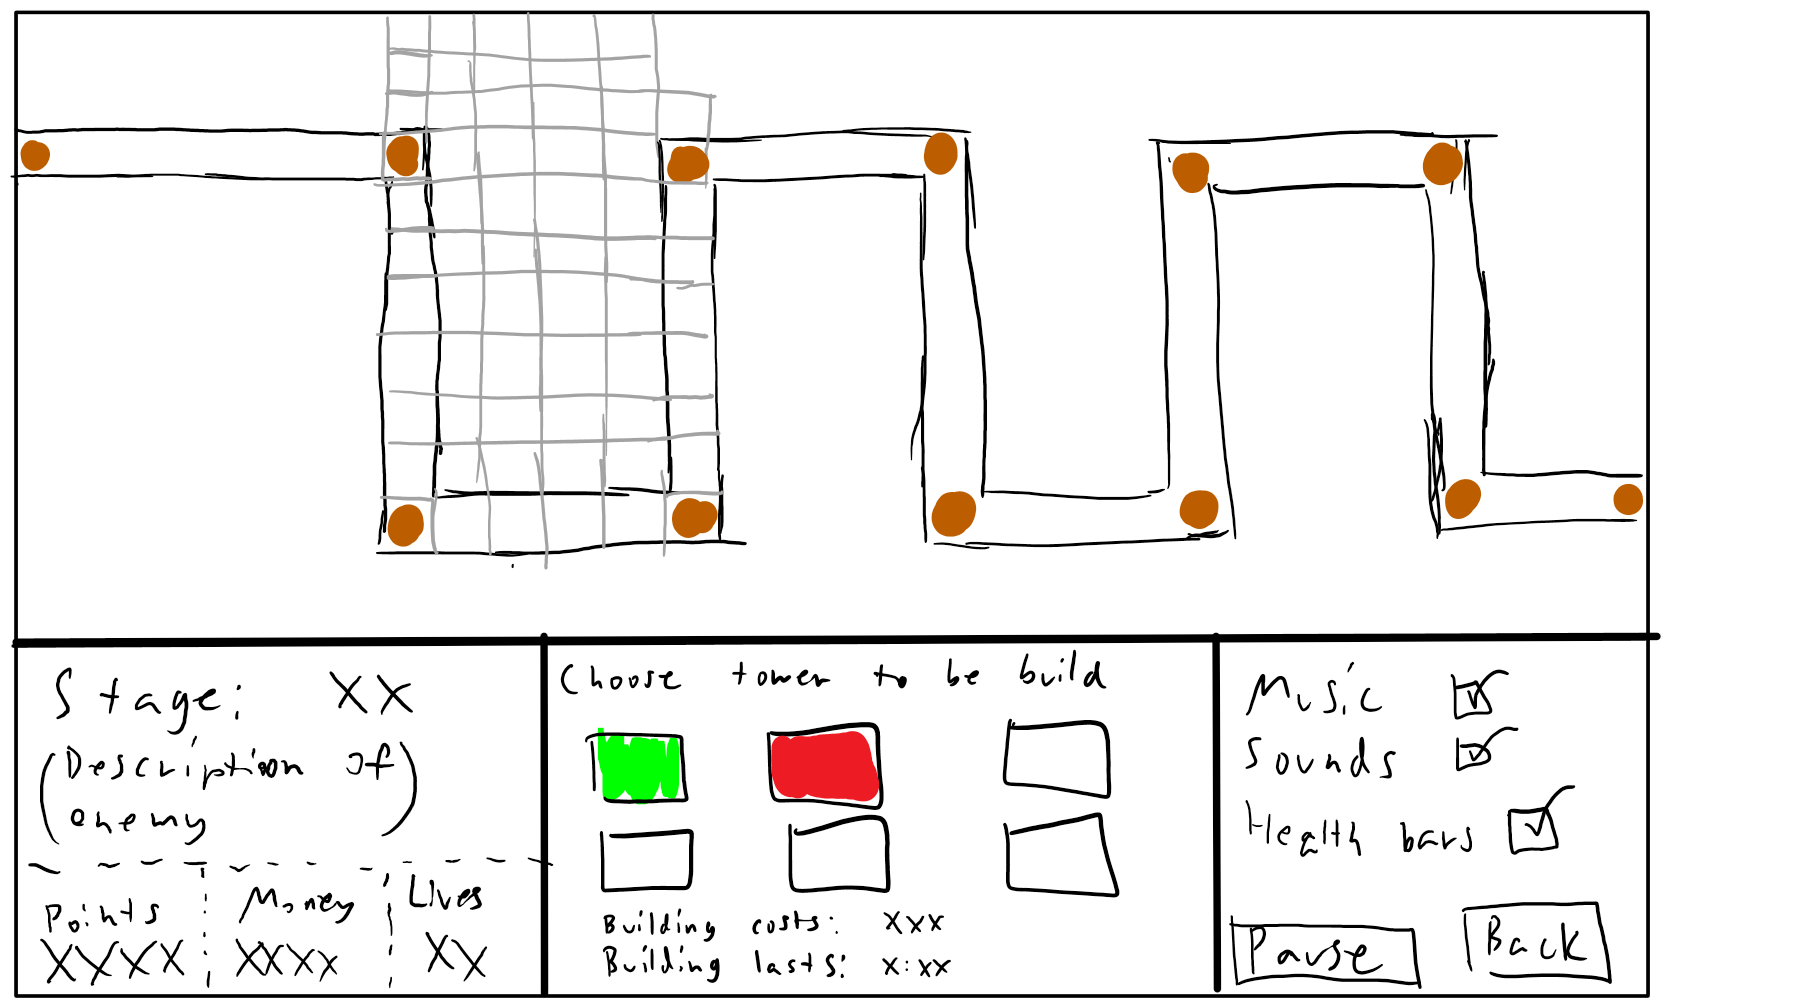 Stage: XX
(Description of
enemy)
Points Money Lives
XXXX XXXX XX
Choose tower to be build
Building costs: XXX
Building lasts: X:XX
Music
Sounds
Health bars
Pause Back